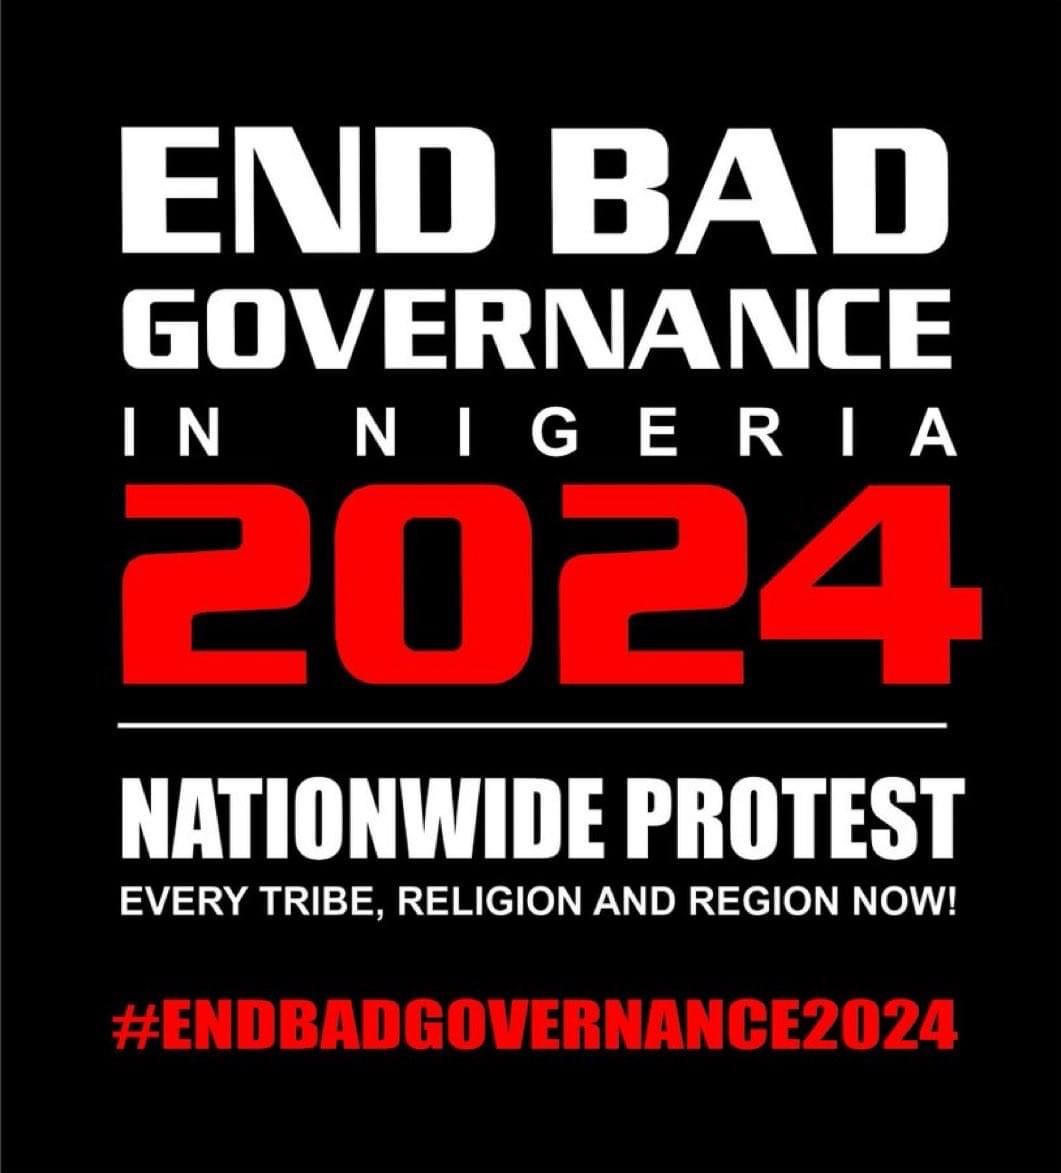 END BAD
GOVERNANCE
IN NIGERIA
2024
NATIONWIDE PROTEST
EVERY TRIBE, RELIGION AND REGION NOW!
#ENDBADGOVERNANCE2024